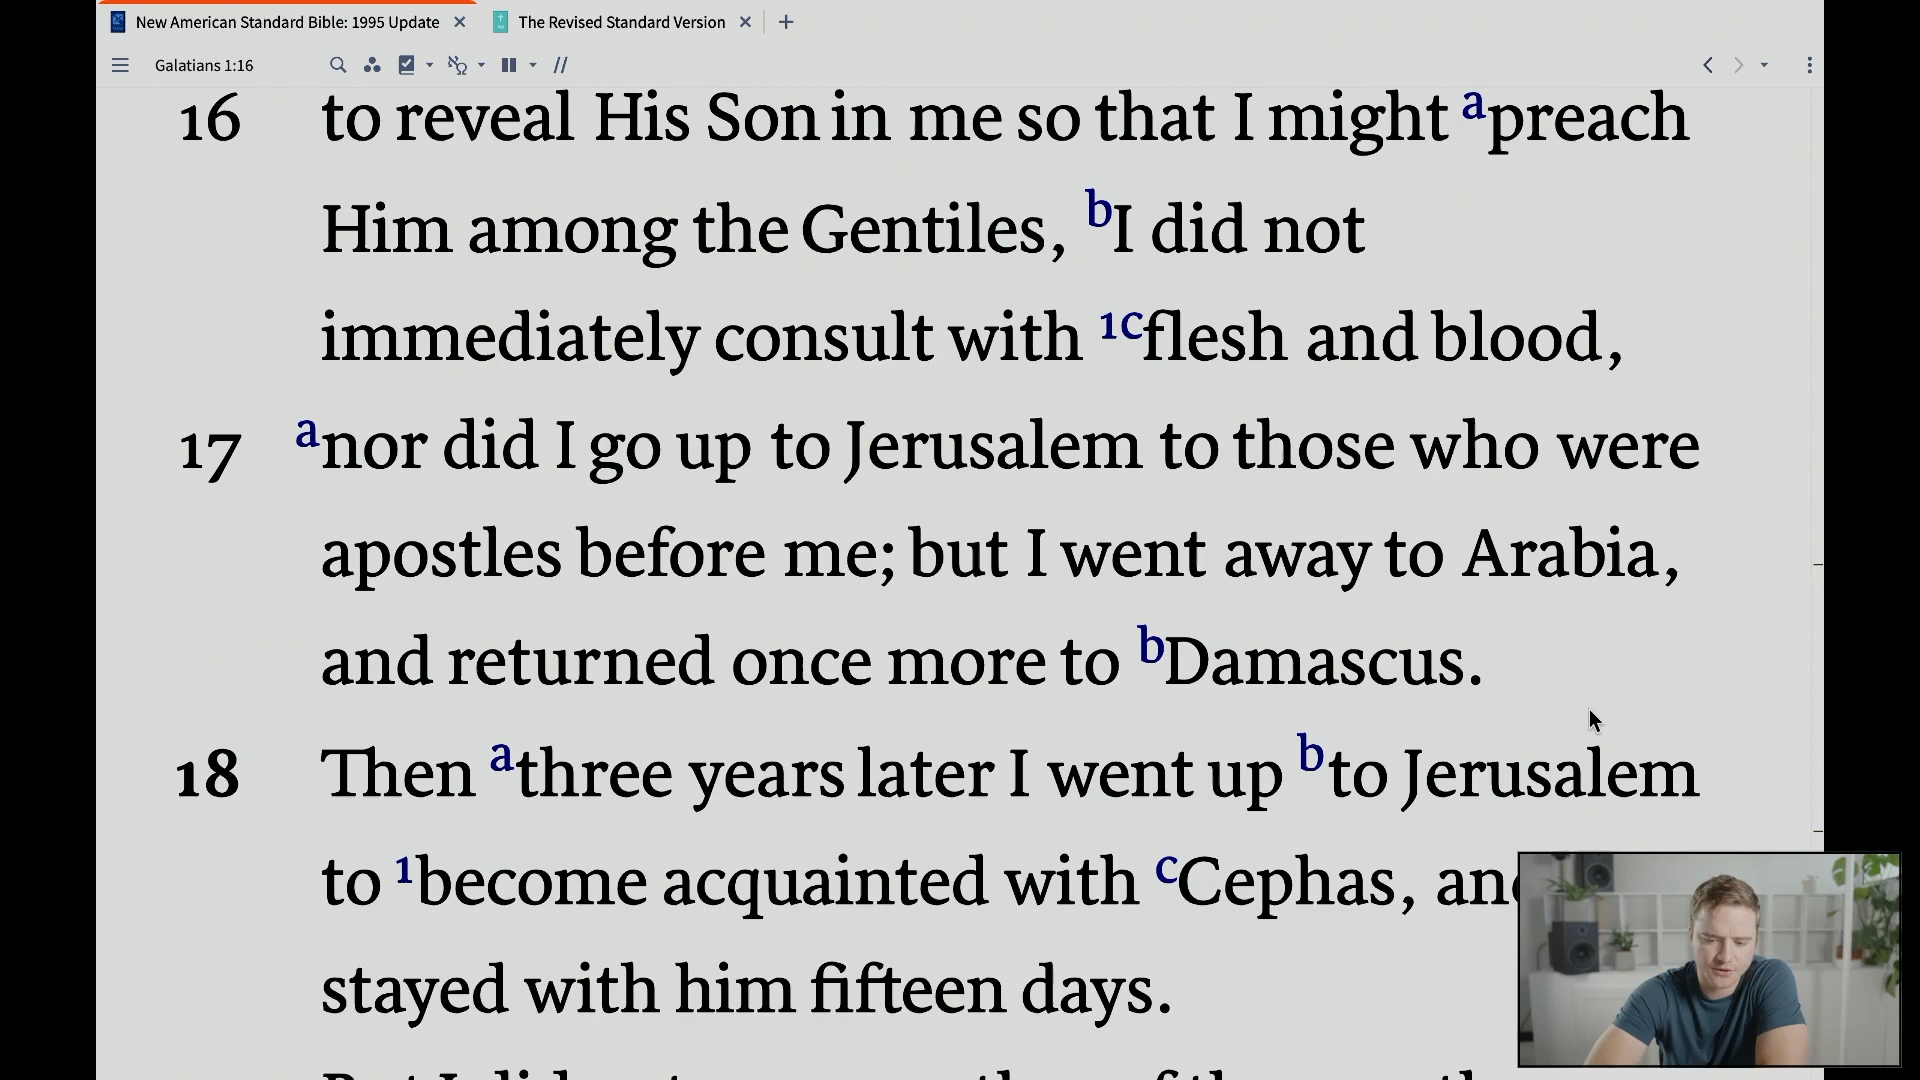 New American Standard Bible: 1995 Update
The Revised Standard Version
Galatians 1:16
16 to reveal His Son in me so that I might apreach
Him among the Gentiles, bI did not
immediately consult with 1cflesh and blood,
17 anor did I go up to Jerusalem to those who were
apostles before me; but I went away to Arabia,
and returned once more to bDamascus.
18 Then athree years later I went up bto Jerusalem
to 1become acquainted with cCephas, and
stayed with him fifteen days.